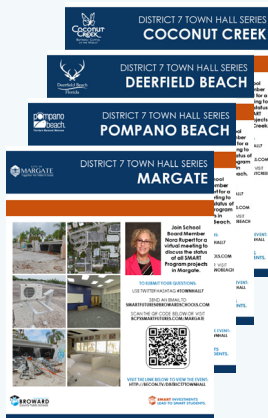 COCONUT
CREEK
DISTRICT 7 TOWN HALL SERIES
COCONUT CREEK
Deerfield Beach
Florida
DISTRICT 7 TOWN HALL SERIES
DEERFIELD BEACH
pompano
beach.
DISTRICT 7 TOWN HALL SERIES
POMPANO BEACH
MARGATE
DISTRICT 7 TOWN HALL SERIES
MARGATE
Join School
Board Member
Nora Rupert for a
virtual meeting to
discuss the status
of all SMART
Program projects
in Margate.
TO SUBMIT YOUR QUESTIONS:
USE TWITTER HASHTAG #TOWNHALL7
SEND AN EMAIL TO
SMARTFUTURES@BROWARDSCHOOLS.COM
SCAN THE QR CODE BELOW OR VISIT
BCPSMARTFUTURES.COM/MARGATE
VISIT THE LINK BELOW TO VIEW THE EVENT:
HTTP://BECON.TV/DISTRICT7TOWNHALL
BROWARD
SMART INVESTMENTS
LEAD TO SMART STUDENTS.